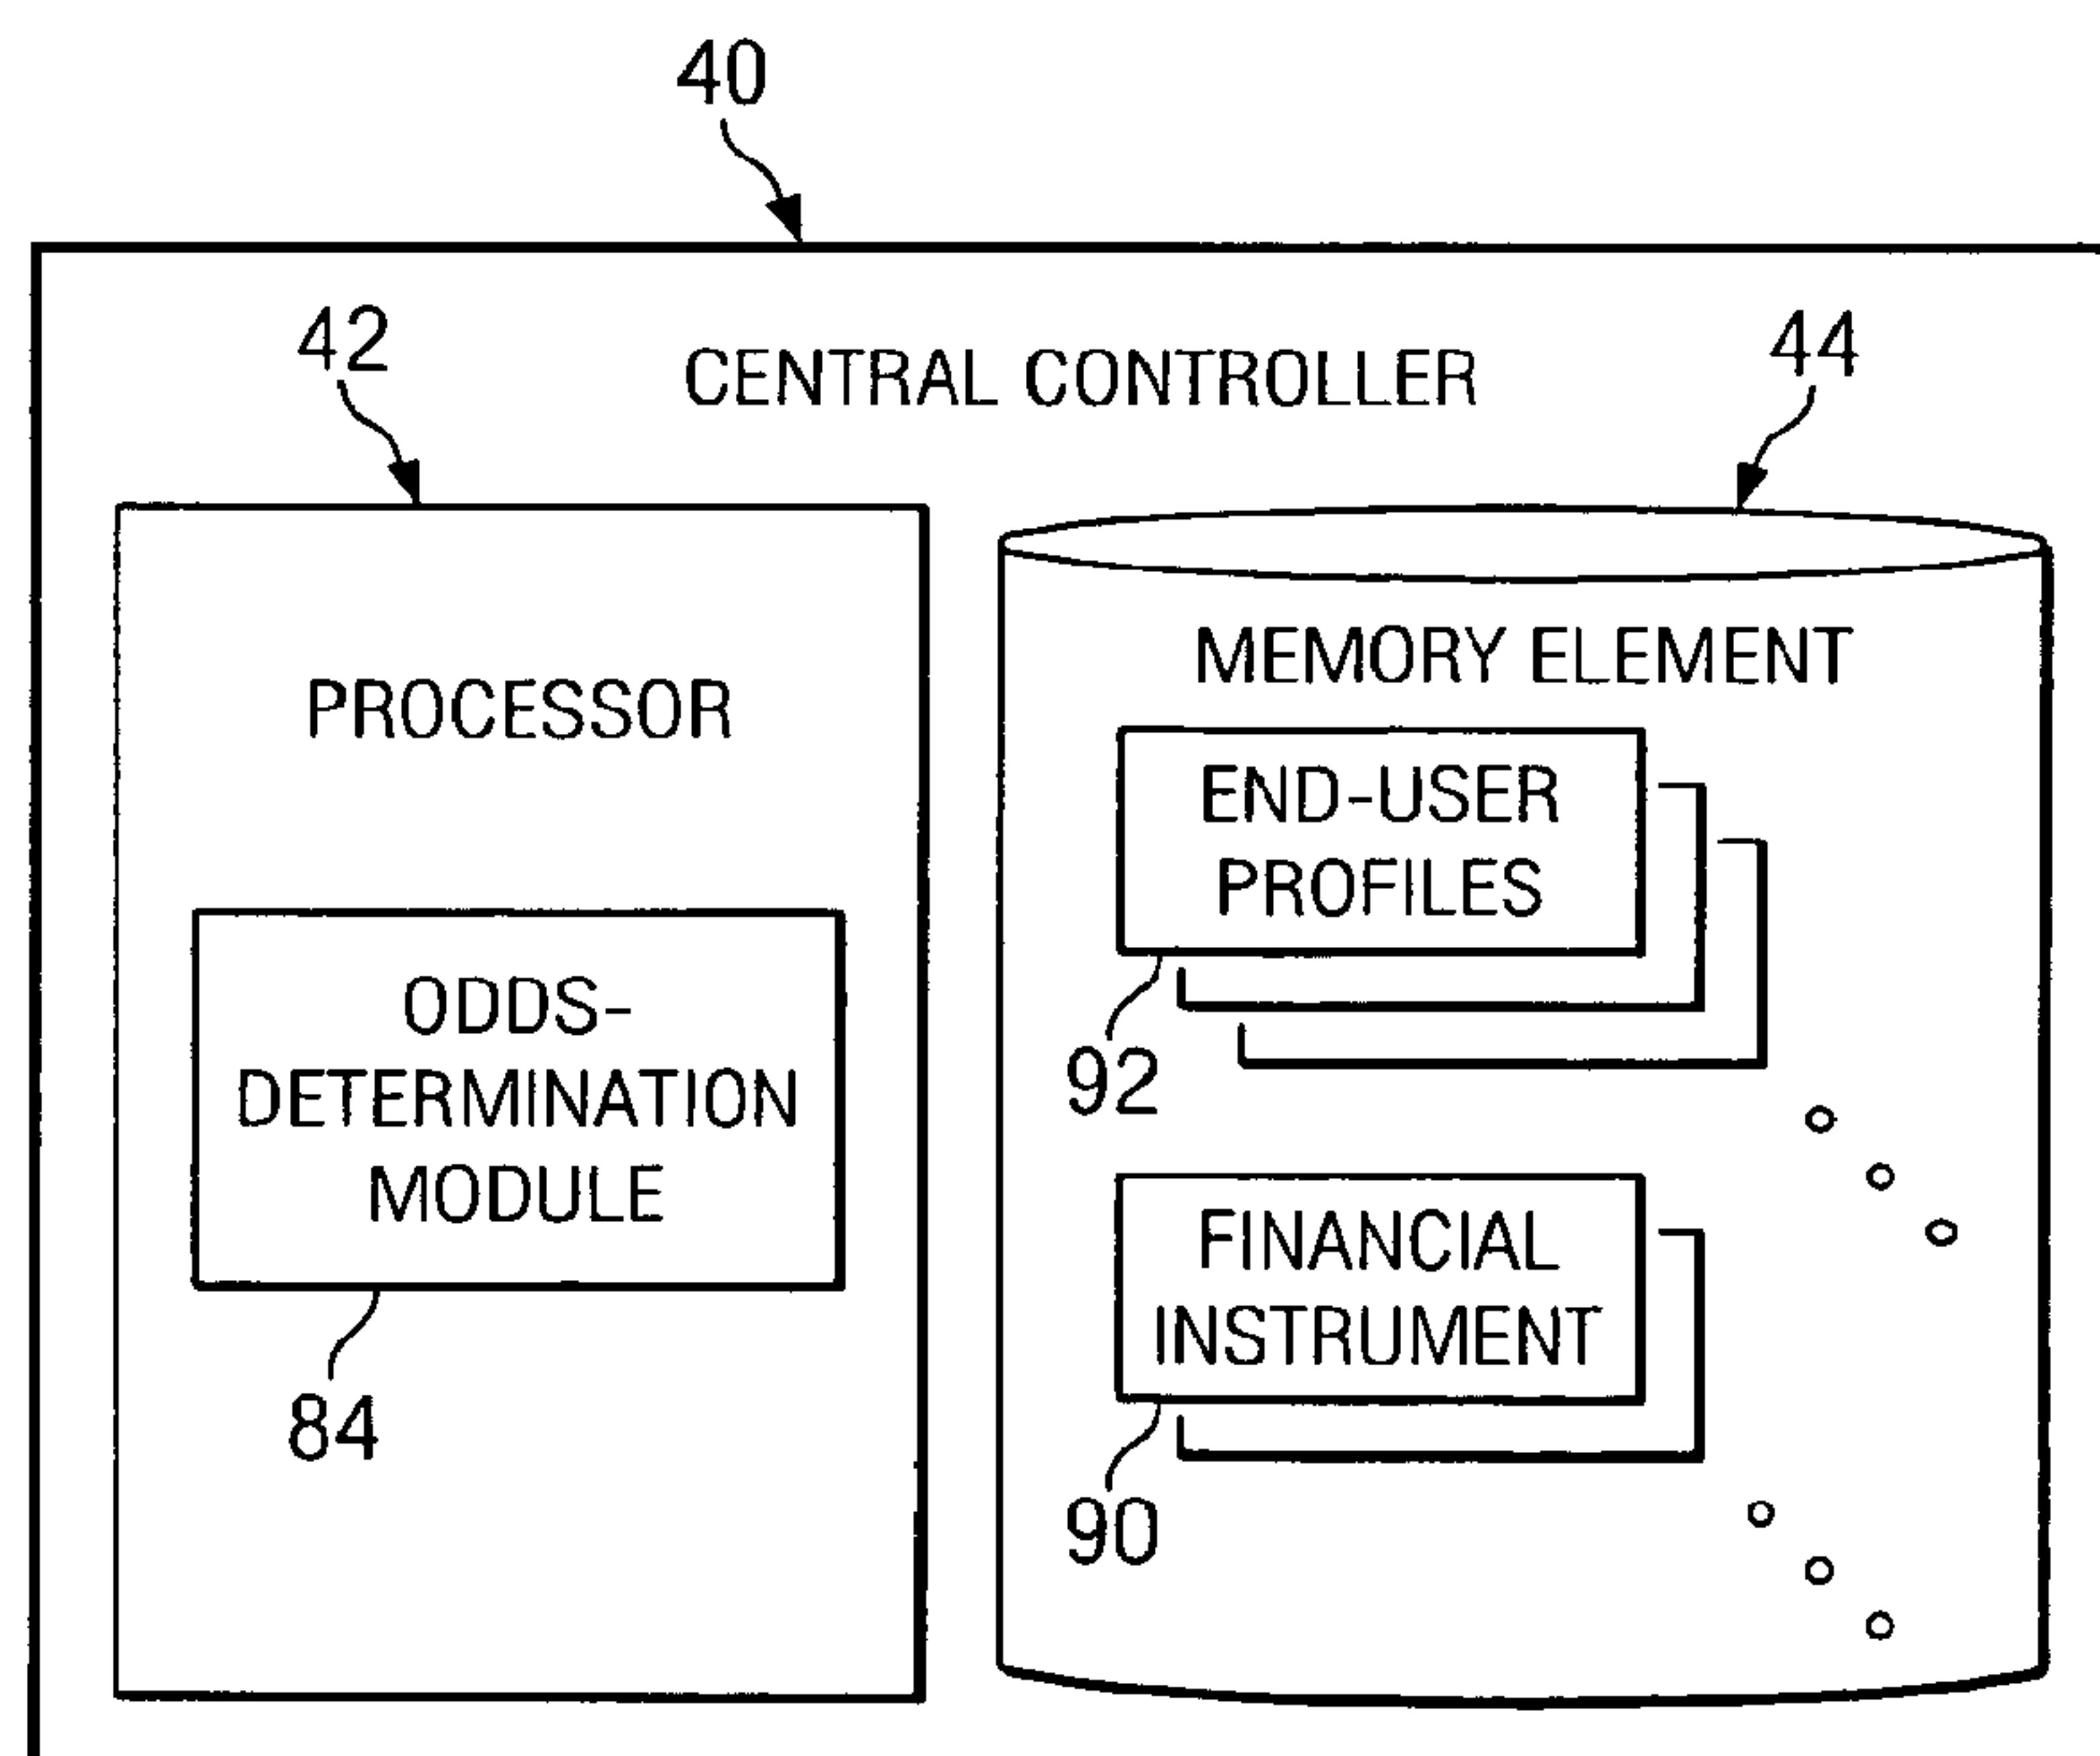 40
42
CENTRAL CONTROLLER
44
PROCESSOR
ODDS-
DETERMINATION
MODULE
84
MEMORY ELEMENT
END-USER
PROFILES
92
FINANCIAL
INSTRUMENT
90